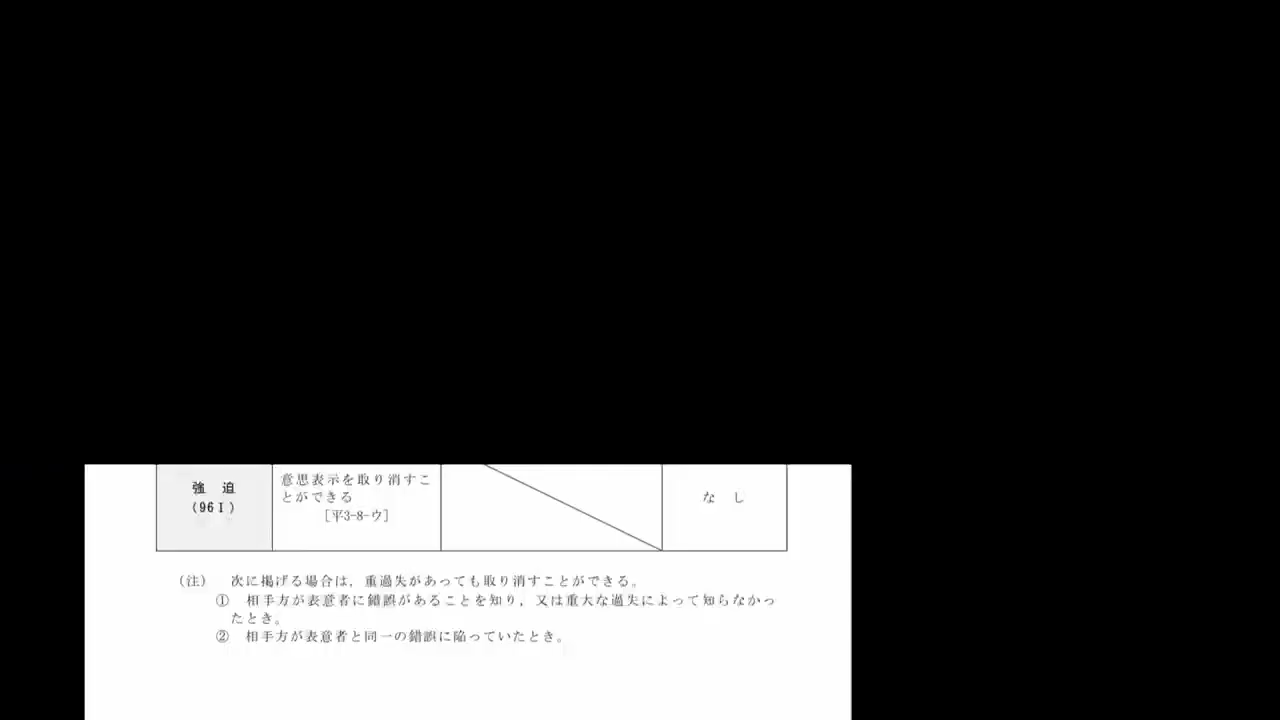 強　迫
(96Ⅰ)
意思表示を取り消すこ
とができる
［平3-8-ウ］
な　し
（注）　次に掲げる場合は，重過失があっても取り消すことができる。
①　相手方が表意者に錯誤があることを知り，又は重大な過失によって知らなかっ
たとき。
②　相手方が表意者と同一の錯誤に陥っていたとき。